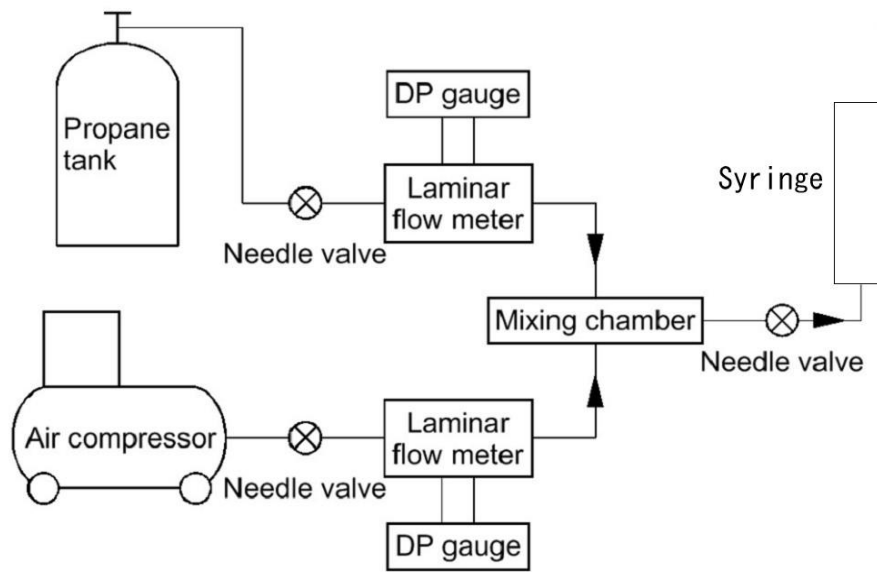 DP gauge
Propane
tank
Laminar
flow meter
Syringe
Needle valve
Mixing chamber
Needle valve
Air compressor
Laminar
flow meter
Needle valve
DP gauge